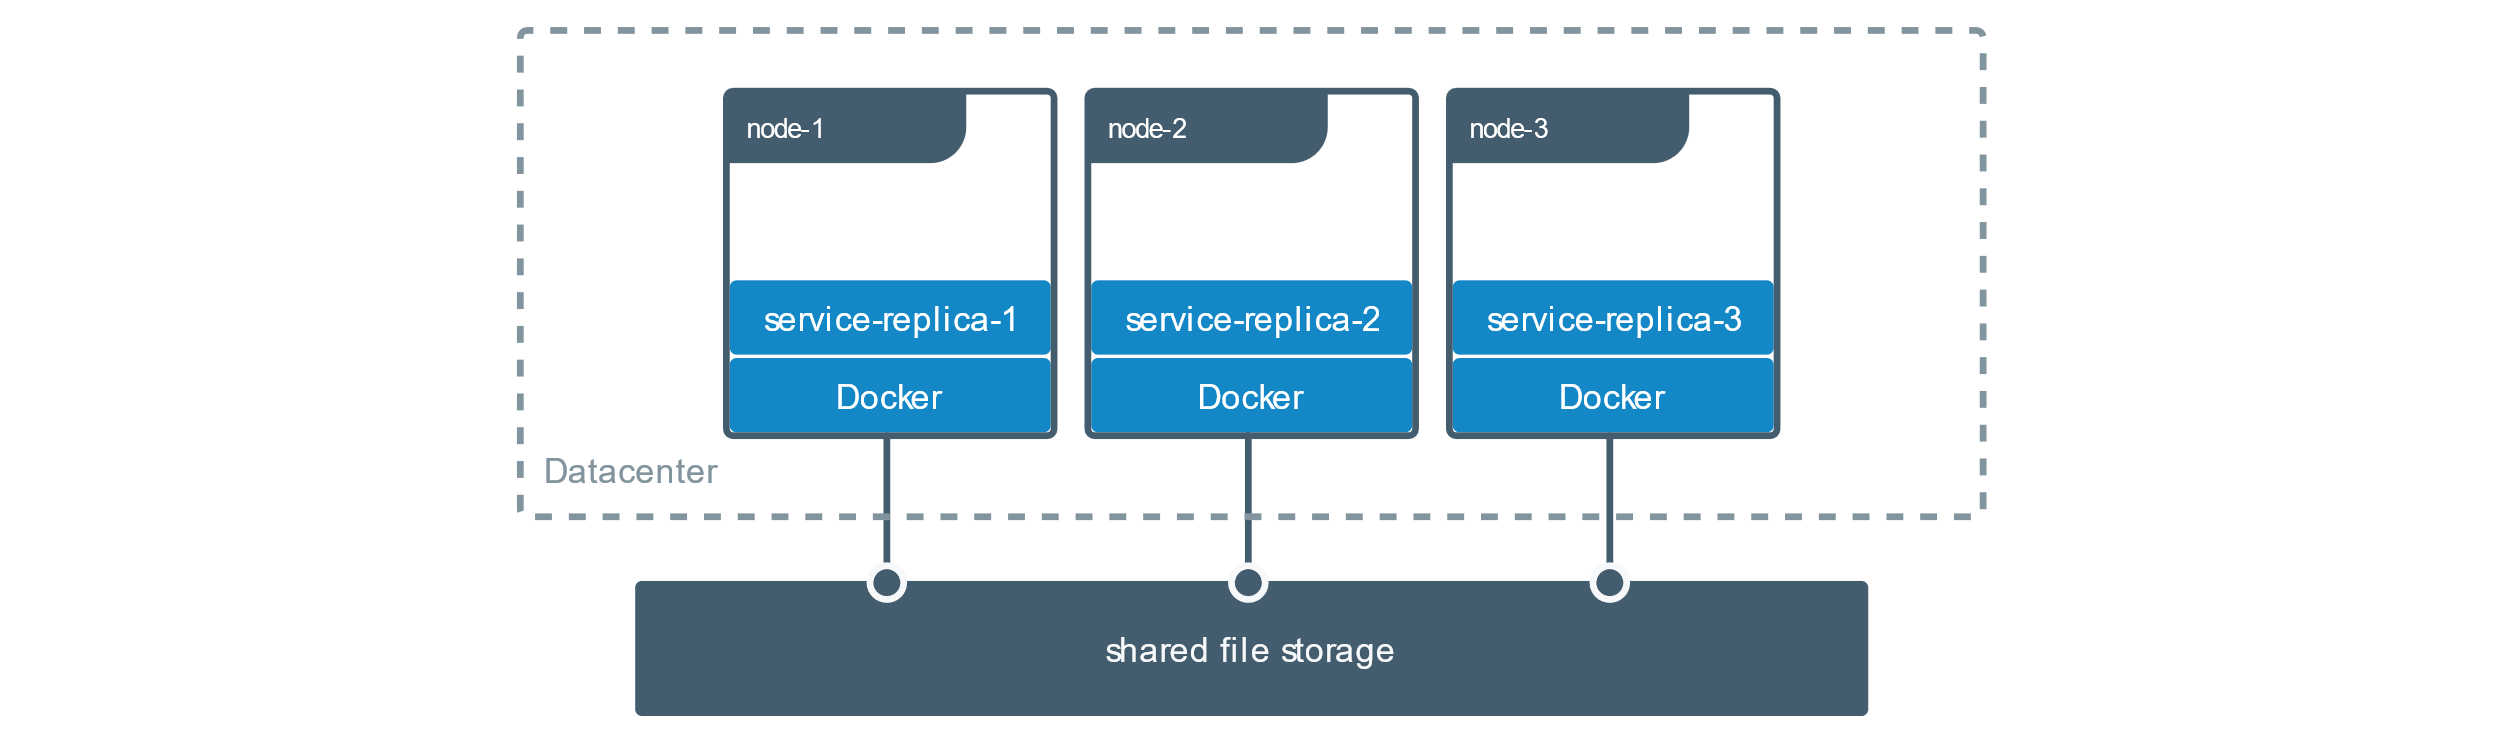 node-1
node-2
node-3
service-replica-1
service-replica-2
service-replica-3
Docker
Docker
Docker
Datacenter
shared file storage